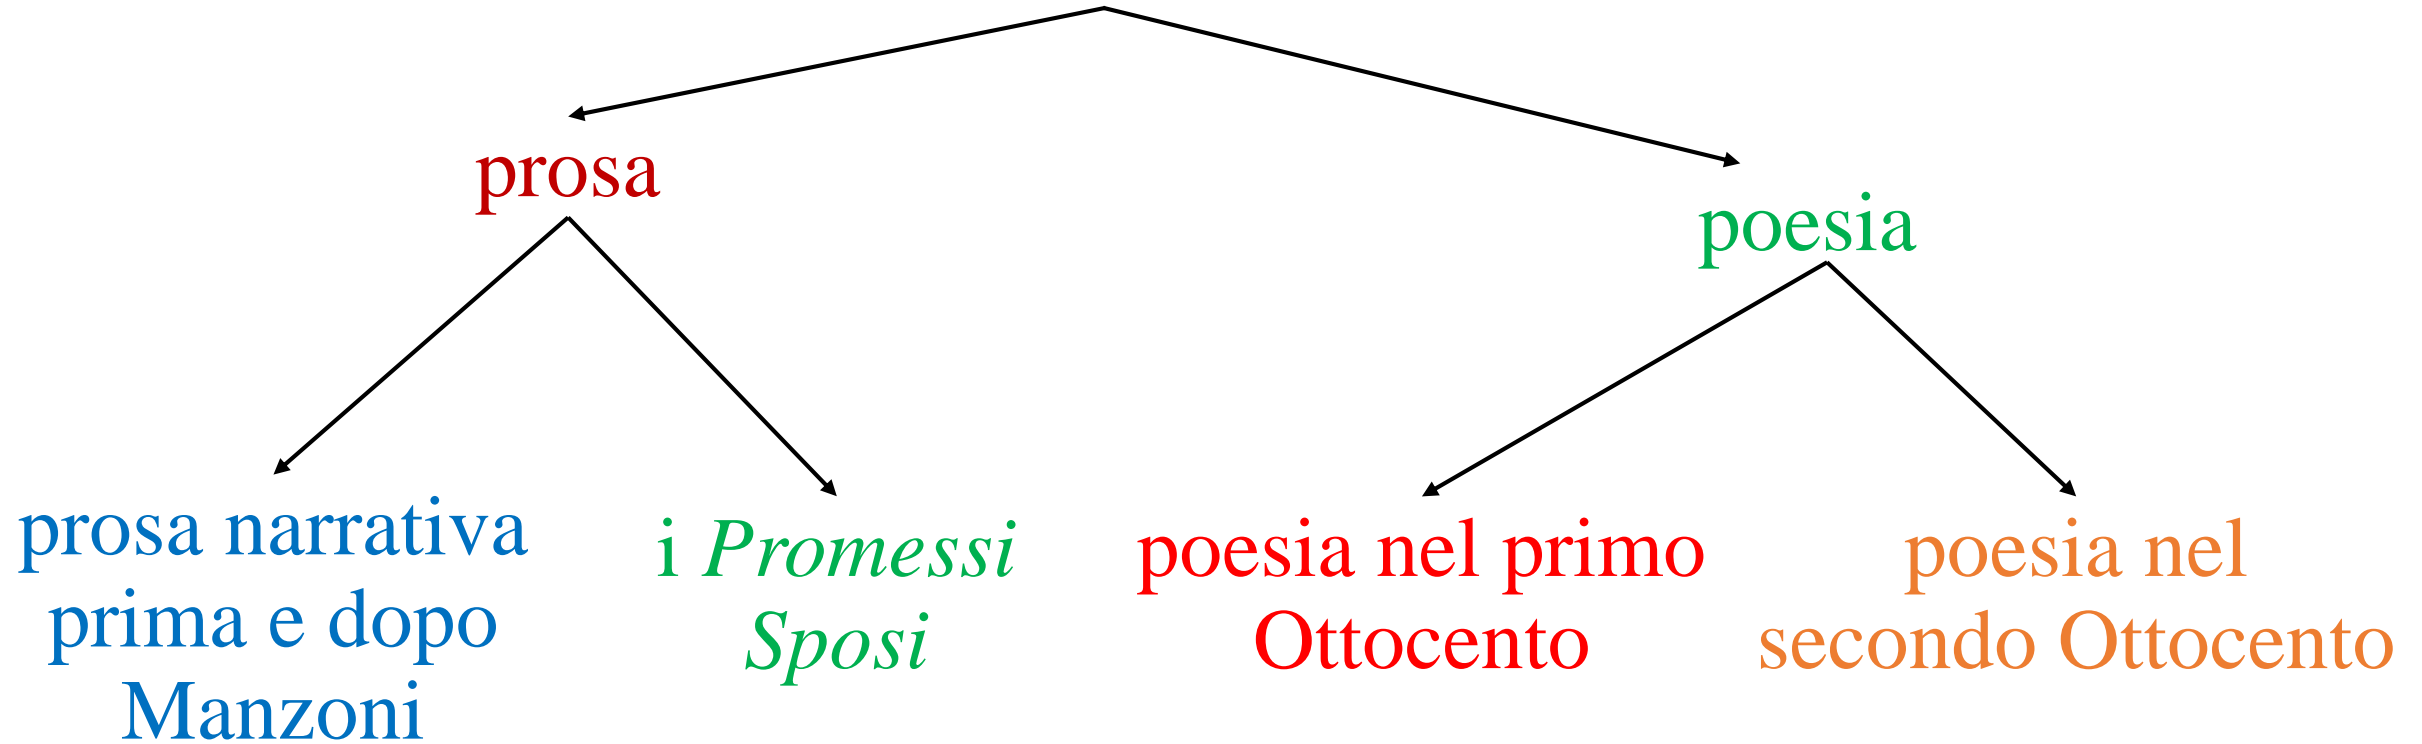 prosa
poesia
prosa narrativa
prima e dopo
Manzoni
i Promessi
Sposi
poesia nel primo
Ottocento
poesia nel
secondo Ottocento